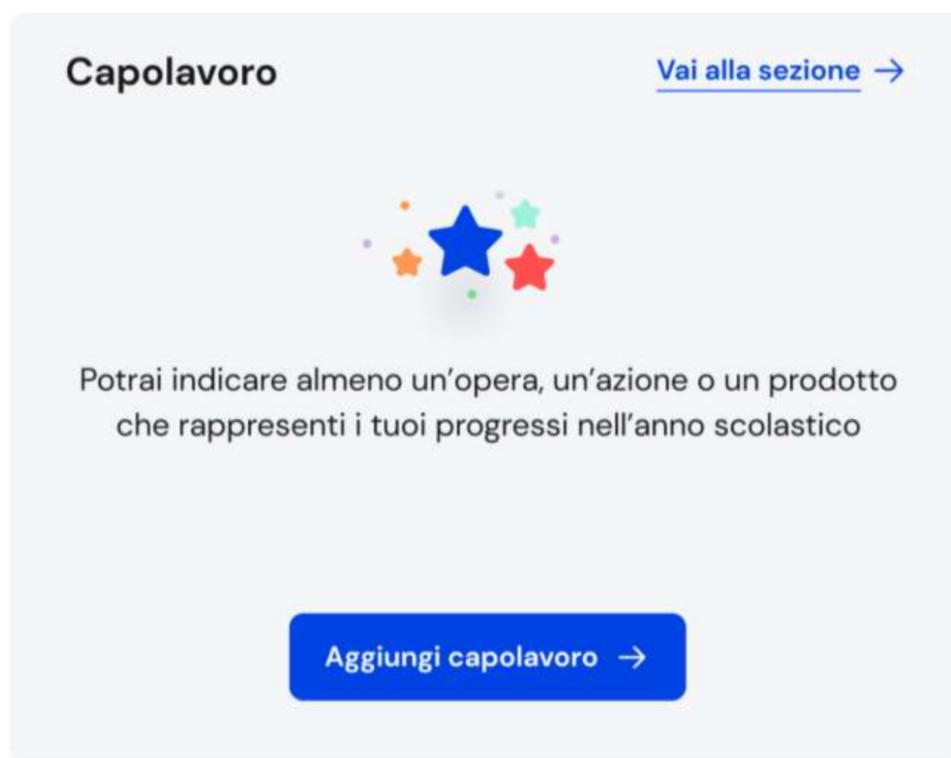 Capolavoro
Vai alla sezione →
Potrai indicare almeno un'opera, un'azione o un prodotto
che rappresenti i tuoi progressi nell'anno scolastico
Aggiungi capolavoro →